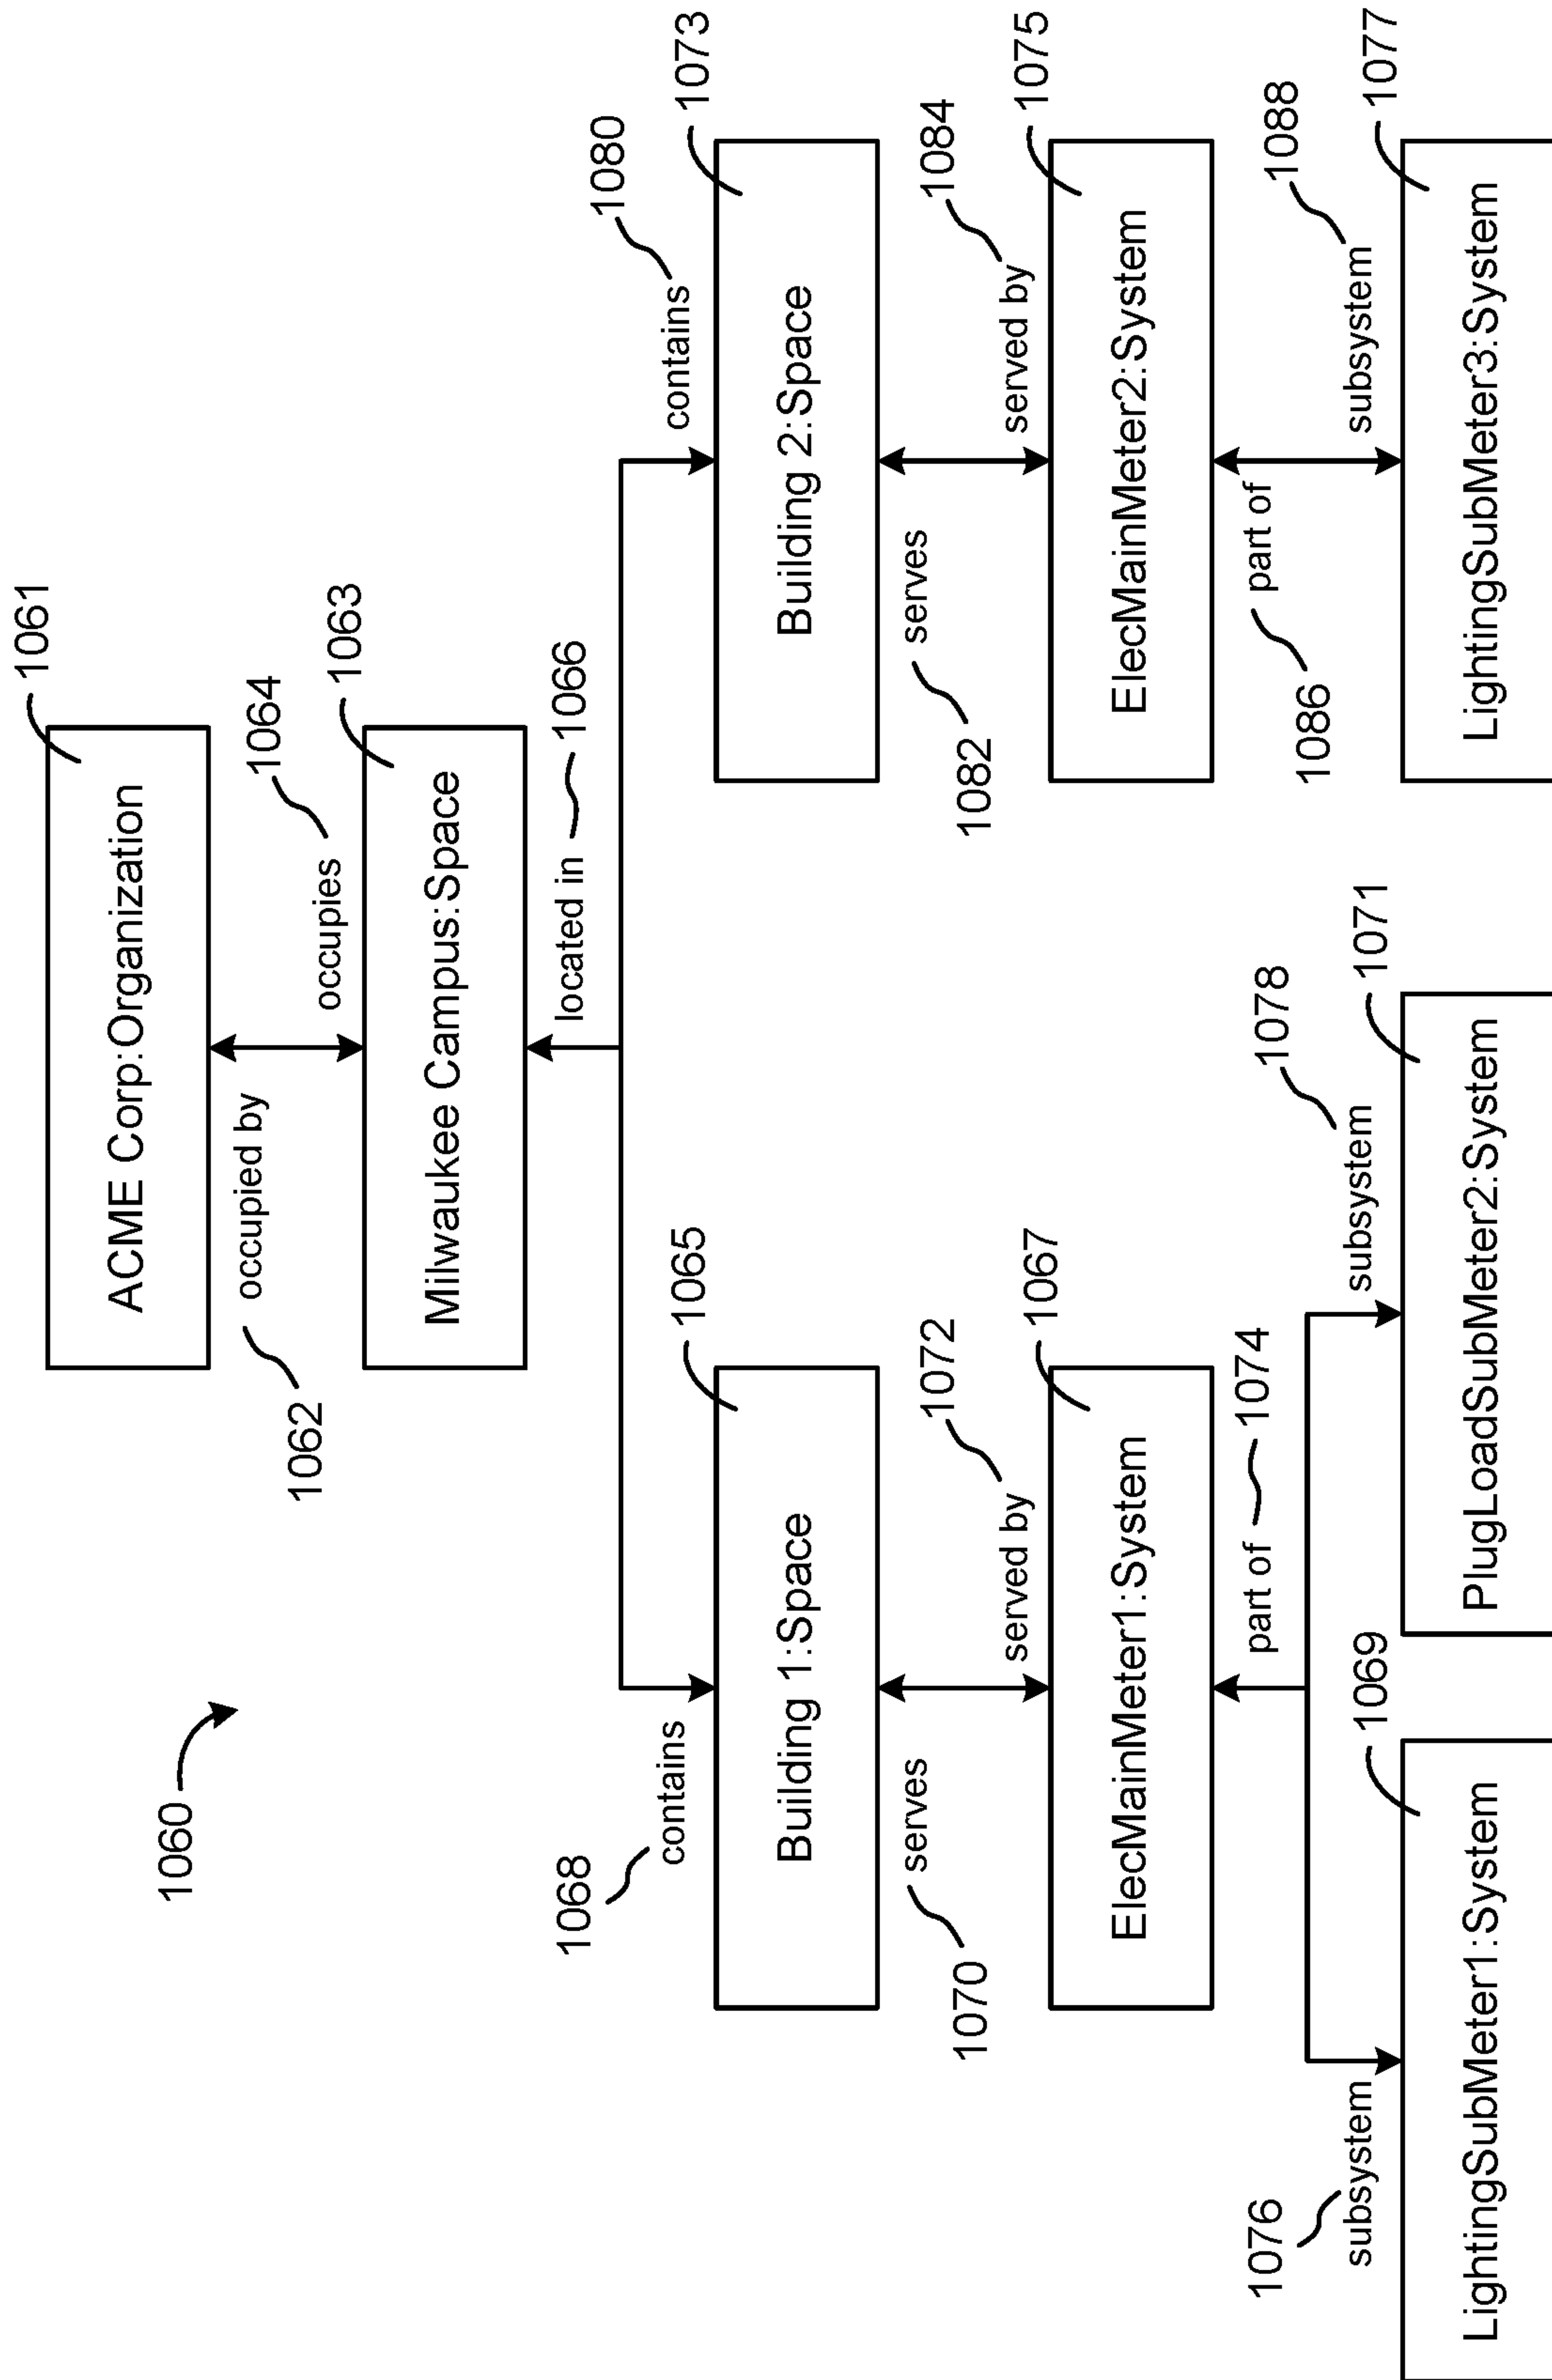 1060
ACME Corp:Organization
1061
1062
occupied by
occupies
1064
Milwaukee Campus:Space
1063
located in
1066
1068
contains
contains
1080
Building 1:Space
1065
Building 2:Space
1073
1070
serves
served by
1072
1082
serves
served by
1084
ElecMainMeter1:System
1067
ElecMainMeter2:System
1075
part of
1074
1086
part of
1076
subsystem
subsystem
1078
subsystem
1088
LightingSubMeter1:System
1069
PlugLoadSubMeter2:System
1071
LightingSubMeter3:System
1077